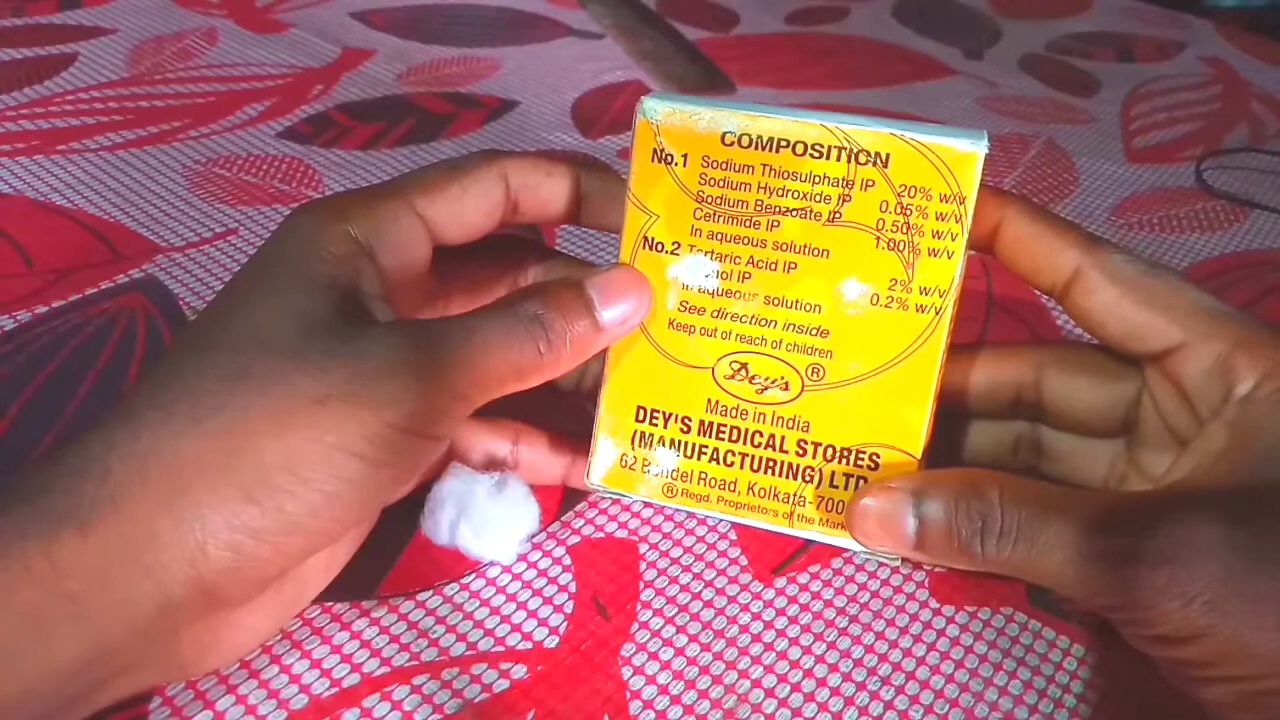 COMPOSITION
No.1 Sodium Thiosulphate IP 20% w/v
Sodium Hydroxide IP 0.05% w/v
Sodium Benzoate IP 0.50% w/v
Cetrimide IP 1.00% w/v
In aqueous solution
No.2 Tartaric Acid IP 2% w/v
IP 0.2% w/v
In aqueous solution
See direction inside
Keep out of reach of children
Dey's ®
Made in India
DEY'S MEDICAL STORES
(MANUFACTURING) LTD
62 Road, Kolkata-700
® Regd. Proprietors of the Mark